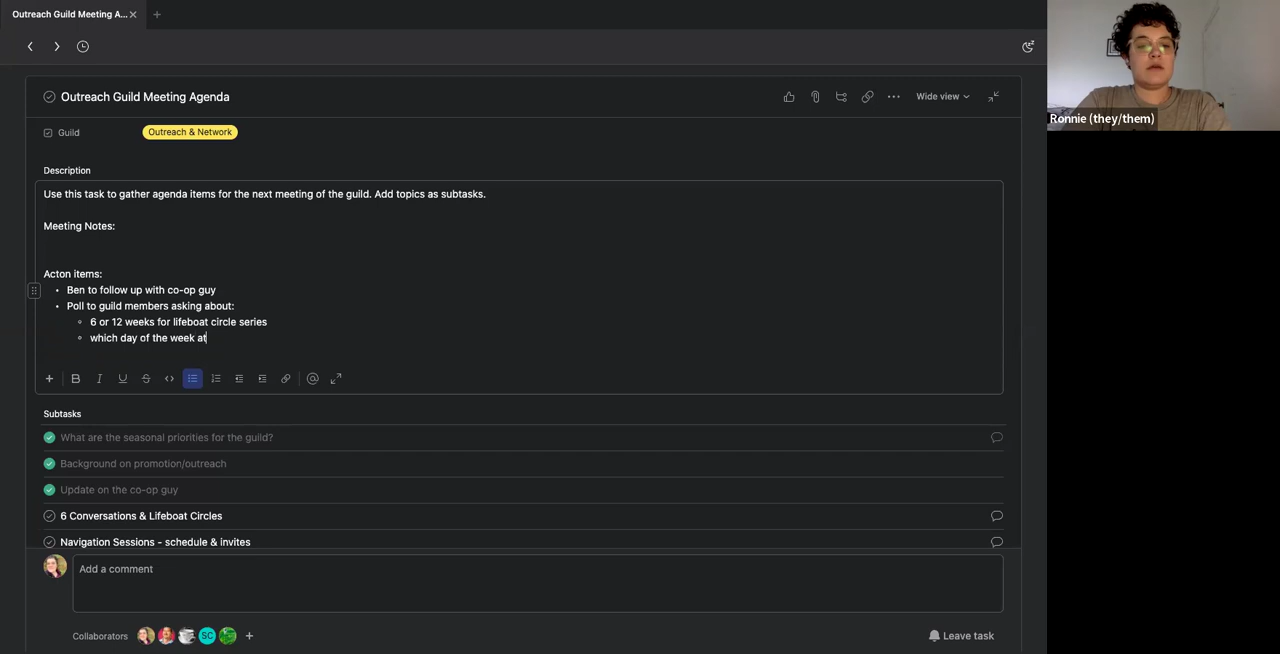 Outreach Guild Meeting A...
Outreach Guild Meeting Agenda
Wide view
Guild
Outreach & Network
Description
Use this task to gather agenda items for the next meeting of the guild. Add topics as subtasks.
Meeting Notes:
Acton items:
Ben to follow up with co-op guy
Poll to guild members asking about:
6 or 12 weeks for lifeboat circle series
which day of the week at
Subtasks
What are the seasonal priorities for the guild?
Background on promotion/outreach
Update on the co-op guy
6 Conversations & Lifeboat Circles
Navigation Sessions - schedule & invites
Add a comment
Collaborators
SC
Leave task
Ronnie (they/them)